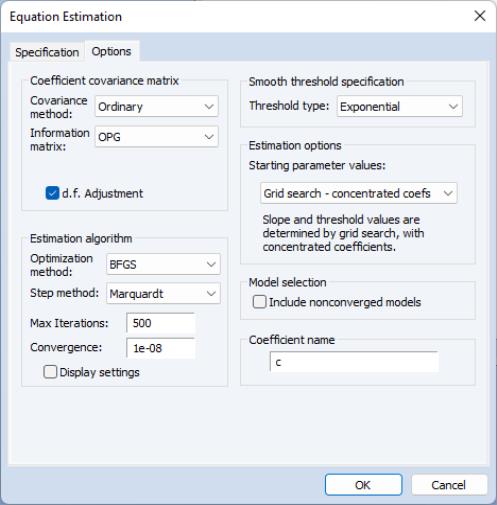 Equation Estimation
Specification
Options
Coefficient covariance matrix
Covariance
method:
Ordinary
Information
matrix:
OPG
d.f. Adjustment
Estimation algorithm
Optimization
method:
BFGS
Step method:
Marquardt
Max Iterations:
500
Convergence:
1e-08
Display settings
Smooth threshold specification
Threshold type:
Exponential
Estimation options
Starting parameter values:
Grid search - concentrated coefs
Slope and threshold values are
determined by grid search, with
concentrated coefficients.
Model selection
Include nonconverged models
Coefficient name
c
OK
Cancel